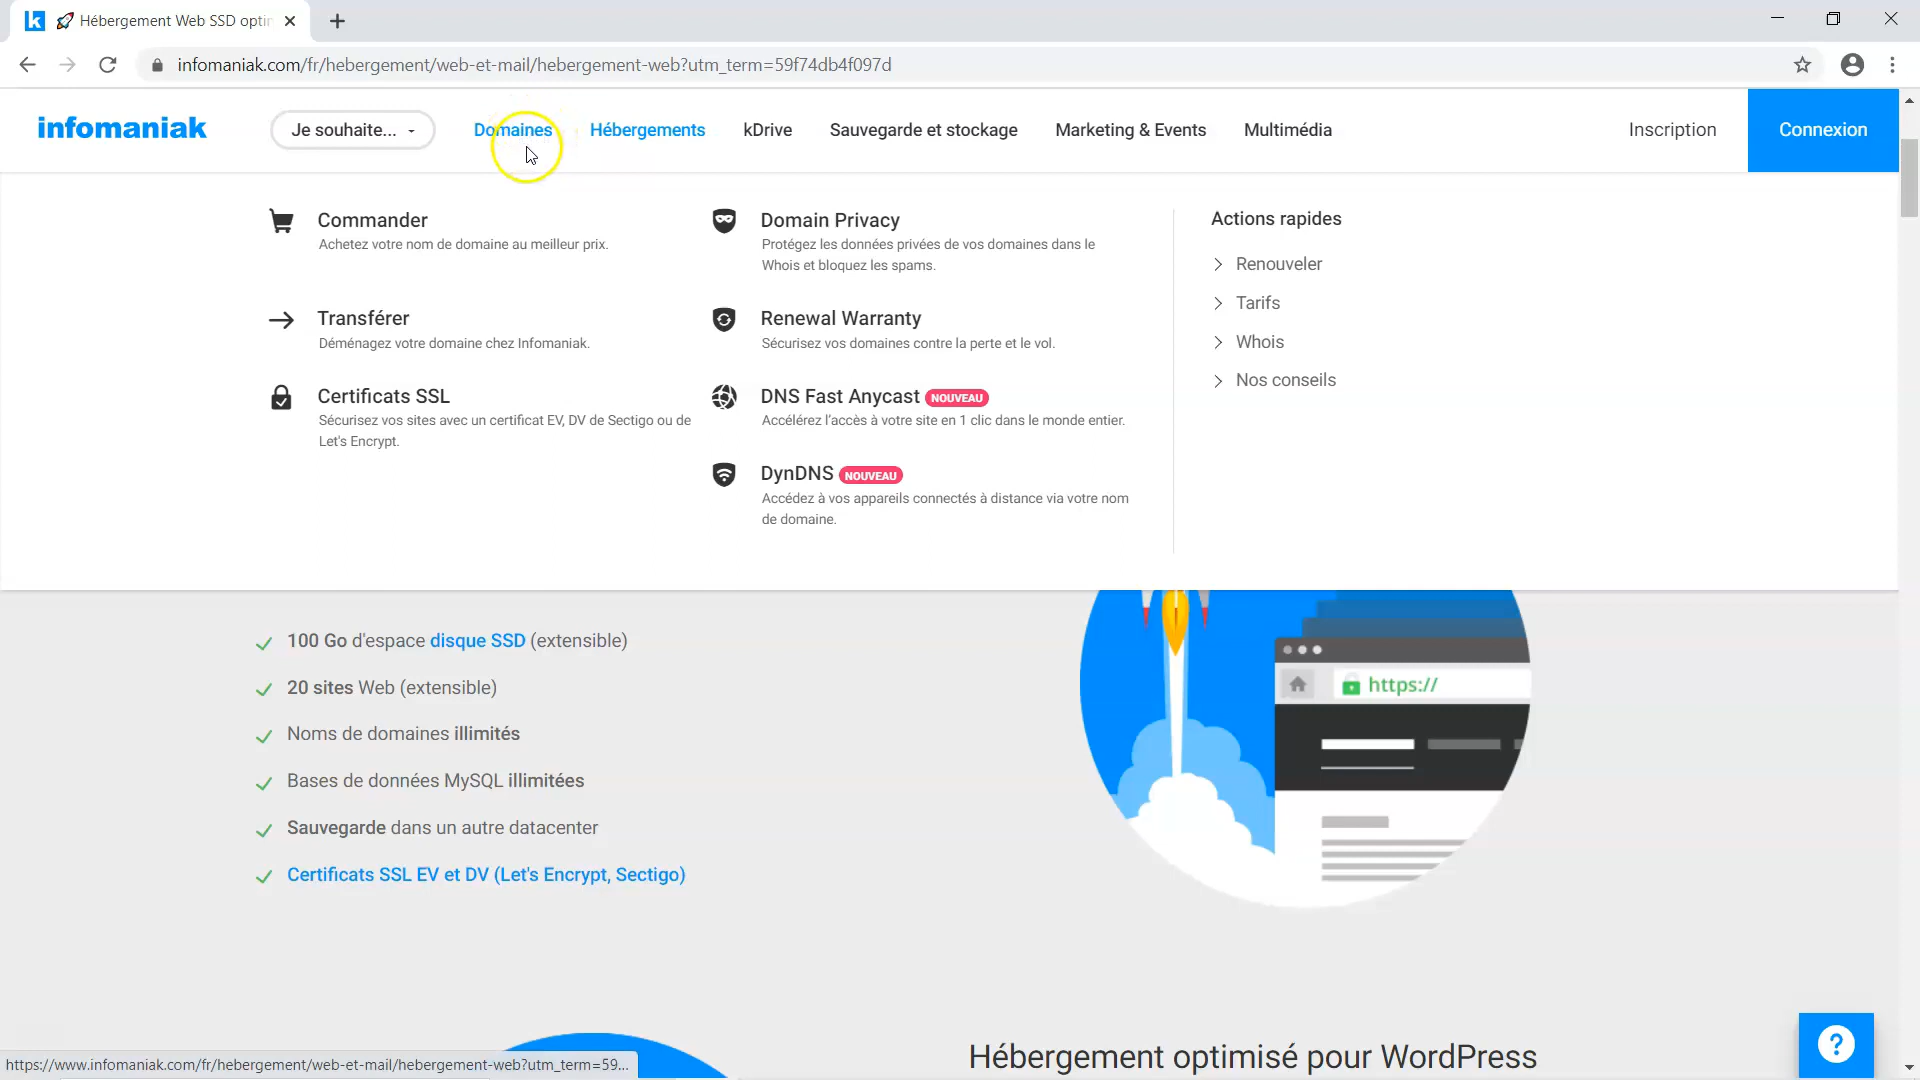 Hébergement Web SSD optin
infomaniak.com/fr/hebergement/web-et-mail/hebergement-web?utm_term=59f74db4f097d
infomaniak
Je souhaite...
Domaines
Hébergements
kDrive
Sauvegarde et stockage
Marketing & Events
Multimédia
Inscription
Connexion
Commander
Achetez votre nom de domaine au meilleur prix.
Transférer
Déménagez votre domaine chez Infomaniak.
Certificats SSL
Sécurisez vos sites avec un certificat EV, DV de Sectigo ou de
Let's Encrypt.
Domain Privacy
Protégez les données privées de vos domaines dans le
Whois et bloquez les spams.
Renewal Warranty
Sécurisez vos domaines contre la perte et le vol.
DNS Fast Anycast NOUVEAU
Accélérez l'accès à votre site en 1 clic dans le monde entier.
DynDNS NOUVEAU
Accédez à vos appareils connectés à distance via votre nom
de domaine.
Actions rapides
Renouveler
Tarifs
Whois
Nos conseils
100 Go d'espace disque SSD (extensible)
20 sites Web (extensible)
Noms de domaines illimités
Bases de données MySQL illimitées
Sauvegarde dans un autre datacenter
Certificats SSL EV et DV (Let's Encrypt, Sectigo)
https://
Hébergement optimisé pour WordPress
https://www.infomaniak.com/fr/hebergement/web-et-mail/hebergement-web?utm_term=59...